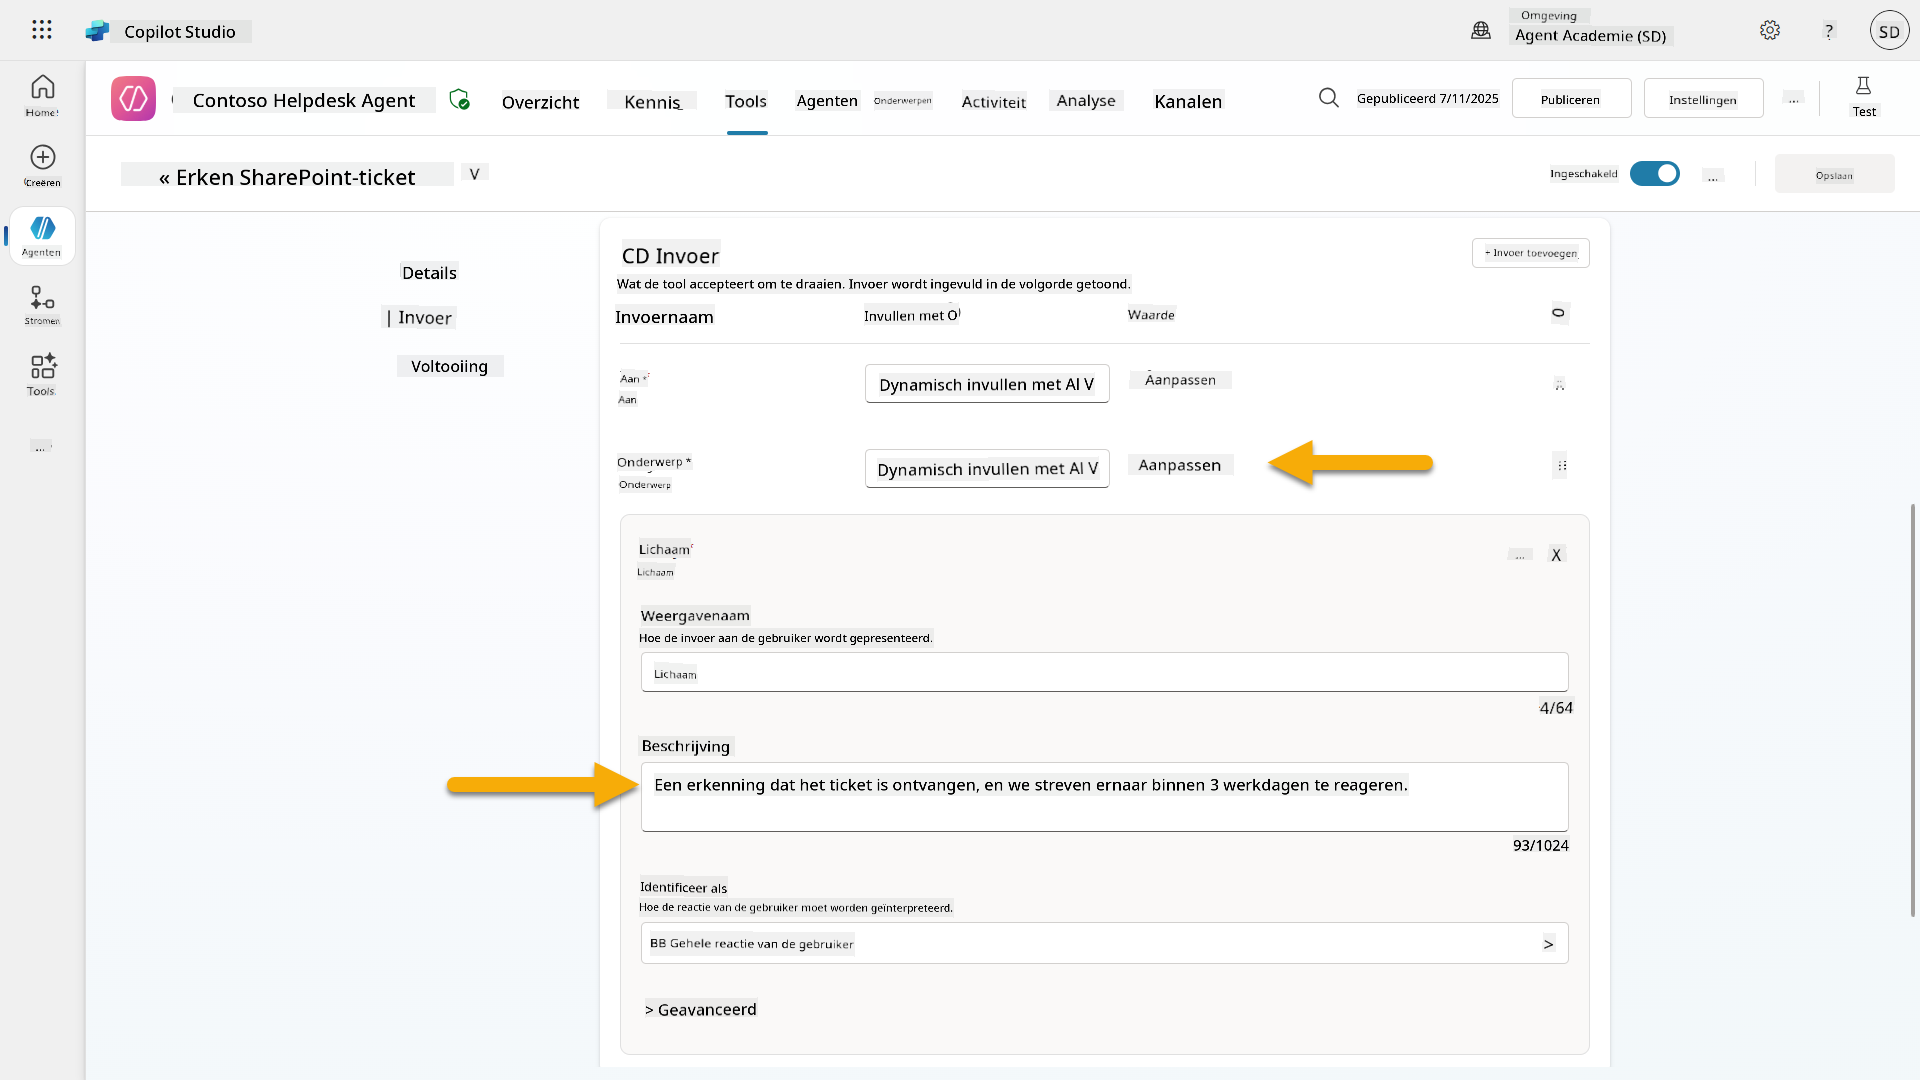 Copilot Studio
Omgeving
Agent Academie (SD)
?
SD
Home
Creëren
Agenten
Stromen
Tools
...
Contoso Helpdesk Agent
Overzicht
Kennis
Tools
Agenten
Onderwerpen
Activiteit
Analyse
Kanalen
Gepubliceerd 7/11/2025
Publiceren
Instellingen
...
Test
« Erken SharePoint-ticket V
Ingeschakeld
...
Opslaan
Details
| Invoer
Voltooiing
CD Invoer
+ Invoer toevoegen
Wat de tool accepteert om te draaien. Invoer wordt ingevuld in de volgorde getoond.
Invoernaam
Invullen met
Waarde
Aan *
Aan
Dynamisch invullen met AI V
Aanpassen
Onderwerp *
Onderwerp
Dynamisch invullen met AI V
Aanpassen
Lichaam
Lichaam
...
X
Weergavenaam
Hoe de invoer aan de gebruiker wordt gepresenteerd.
Lichaam
4/64
Beschrijving
Een erkenning dat het ticket is ontvangen, en we streven ernaar binnen 3 werkdagen te reageren.
93/1024
Identificeer als
Hoe de reactie van de gebruiker moet worden geïnterpreteerd.
BB Gehele reactie van de gebruiker >
> Geavanceerd